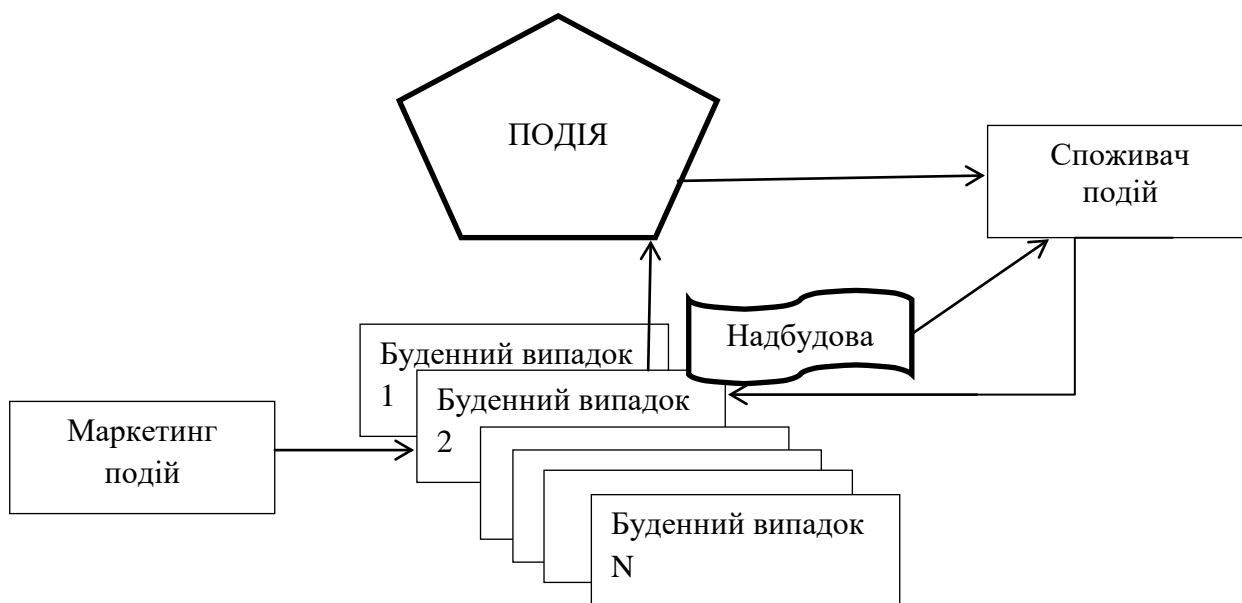 ПОДІЯ
Споживач
подій
Надбудова
Буденний випадок
1
Буденний випадок
2
Маркетинг
подій
Буденний випадок
N